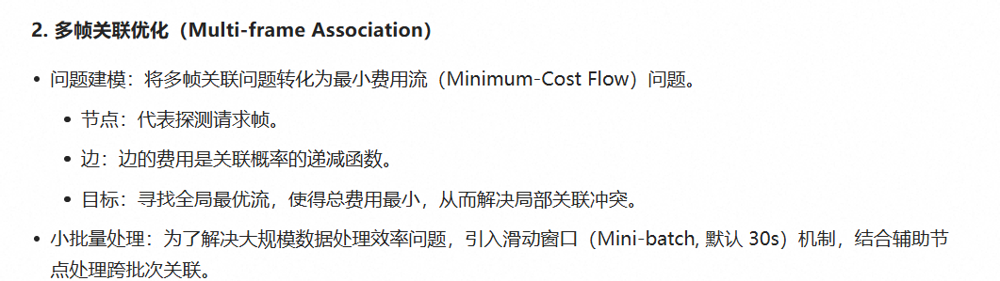 2. 多帧关联优化（Multi-frame Association）
• 问题建模：将多帧关联问题转化为最小费用流（Minimum-Cost Flow）问题。
• 节点：代表探测请求帧。
• 边：边的费用是关联概率的递减函数。
• 目标：寻找全局最优流，使得总费用最小，从而解决局部关联冲突。
• 小批量处理：为了解决大规模数据处理效率问题，引入滑动窗口（Mini-batch, 默认 30s）机制，结合辅助节
点处理跨批次关联。